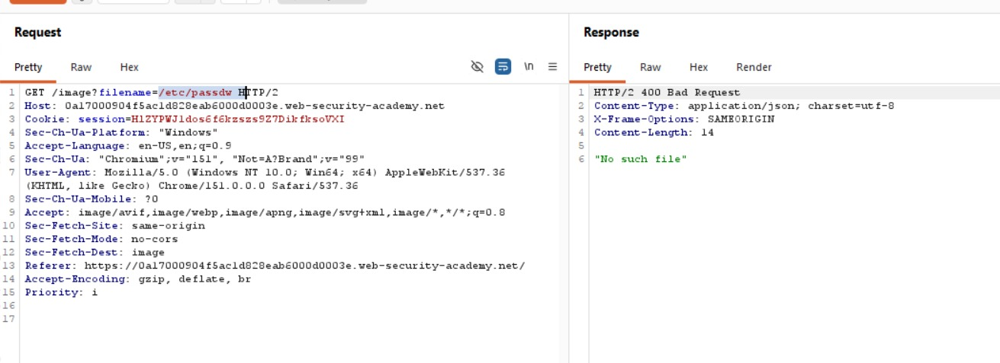 Request
Pretty Raw Hex \n
1 GET /image?filename=/etc/passdw HTTP/2
2 Host: 0a17000904f5ac1d828eab6000d0003e.web-security-academy.net
3 Cookie: session=HlZYPWJldos6f6kzszs9Z7DikfksoVXI
4 Sec-Ch-Ua-Platform: "Windows"
5 Accept-Language: en-US,en;q=0.9
6 Sec-Ch-Ua: "Chromium";v="151", "Not=A?Brand";v="99"
7 User-Agent: Mozilla/5.0 (Windows NT 10.0; Win64; x64) AppleWebKit/537.36
(KHTML, like Gecko) Chrome/151.0.0.0 Safari/537.36
8 Sec-Ch-Ua-Mobile: ?0
9 Accept: image/avif,image/webp,image/apng,image/svg+xml,image/*,*/*;q=0.8
10 Sec-Fetch-Site: same-origin
11 Sec-Fetch-Mode: no-cors
12 Sec-Fetch-Dest: image
13 Referer: https://0a17000904f5ac1d828eab6000d0003e.web-security-academy.net/
14 Accept-Encoding: gzip, deflate, br
15 Priority: i
16
17
Response
Pretty Raw Hex Render
1 HTTP/2 400 Bad Request
2 Content-Type: application/json; charset=utf-8
3 X-Frame-Options: SAMEORIGIN
4 Content-Length: 14
5
6 "No such file"